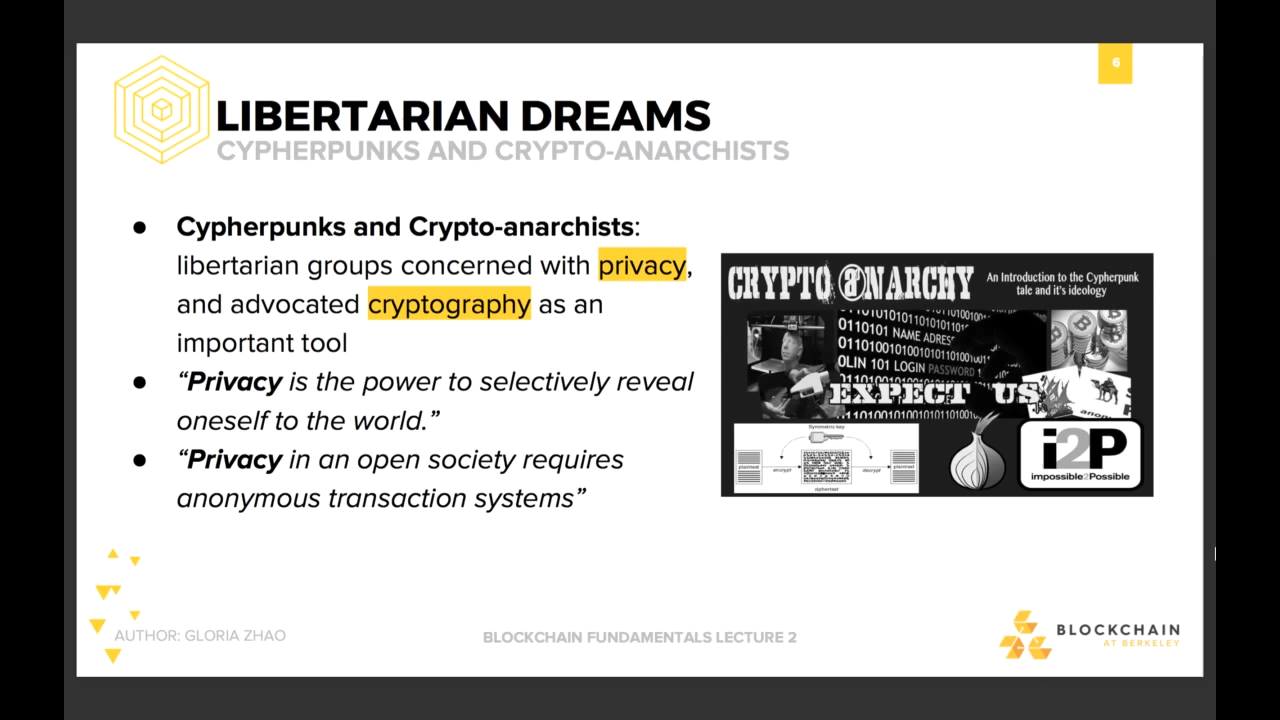 6
LIBERTARIAN DREAMS
CYPHERPUNKS AND CRYPTO-ANARCHISTS
● Cypherpunks and Crypto-anarchists:
libertarian groups concerned with privacy,
and advocated cryptography as an
important tool
● “Privacy is the power to selectively reveal
oneself to the world.”
● “Privacy in an open society requires
anonymous transaction systems”
CRYPTO @NARCHY
An Introduction to the Cypherpunk
tale and it's ideology
0110101 NAME ADRES
OLIN 101 LOGIN PASSWORD 1
EXPECT US
anon
Symmetric key
plaintext
encrypt
decrypt
plaintext
ciphertext
i2P
impossible2Possible
AUTHOR: GLORIA ZHAO
BLOCKCHAIN FUNDAMENTALS LECTURE 2
BLOCKCHAIN
AT BERKELEY